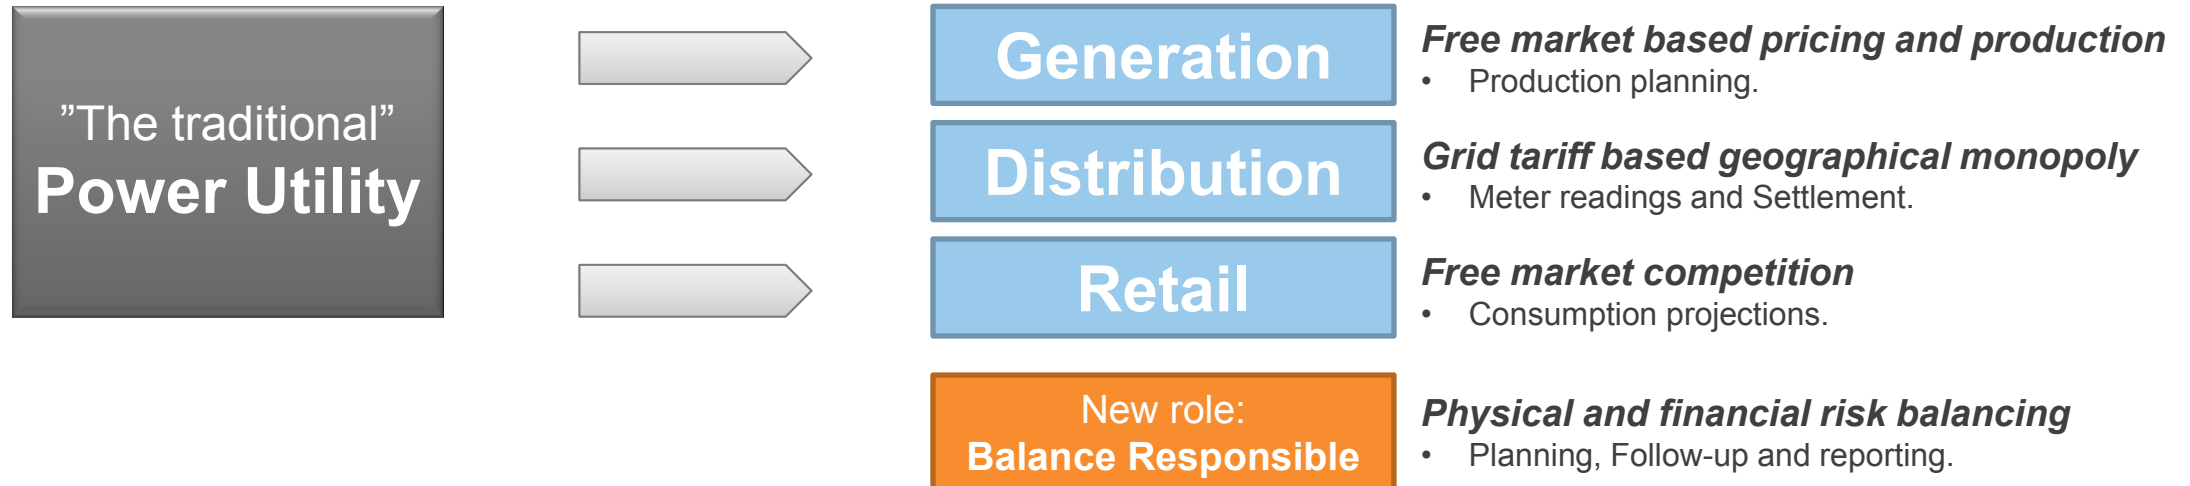 ”The traditional”
Power Utility
Generation
Free market based pricing and production
• Production planning.
Distribution
Grid tariff based geographical monopoly
• Meter readings and Settlement.
Retail
Free market competition
• Consumption projections.
New role:
Balance Responsible
Physical and financial risk balancing
• Planning, Follow-up and reporting.